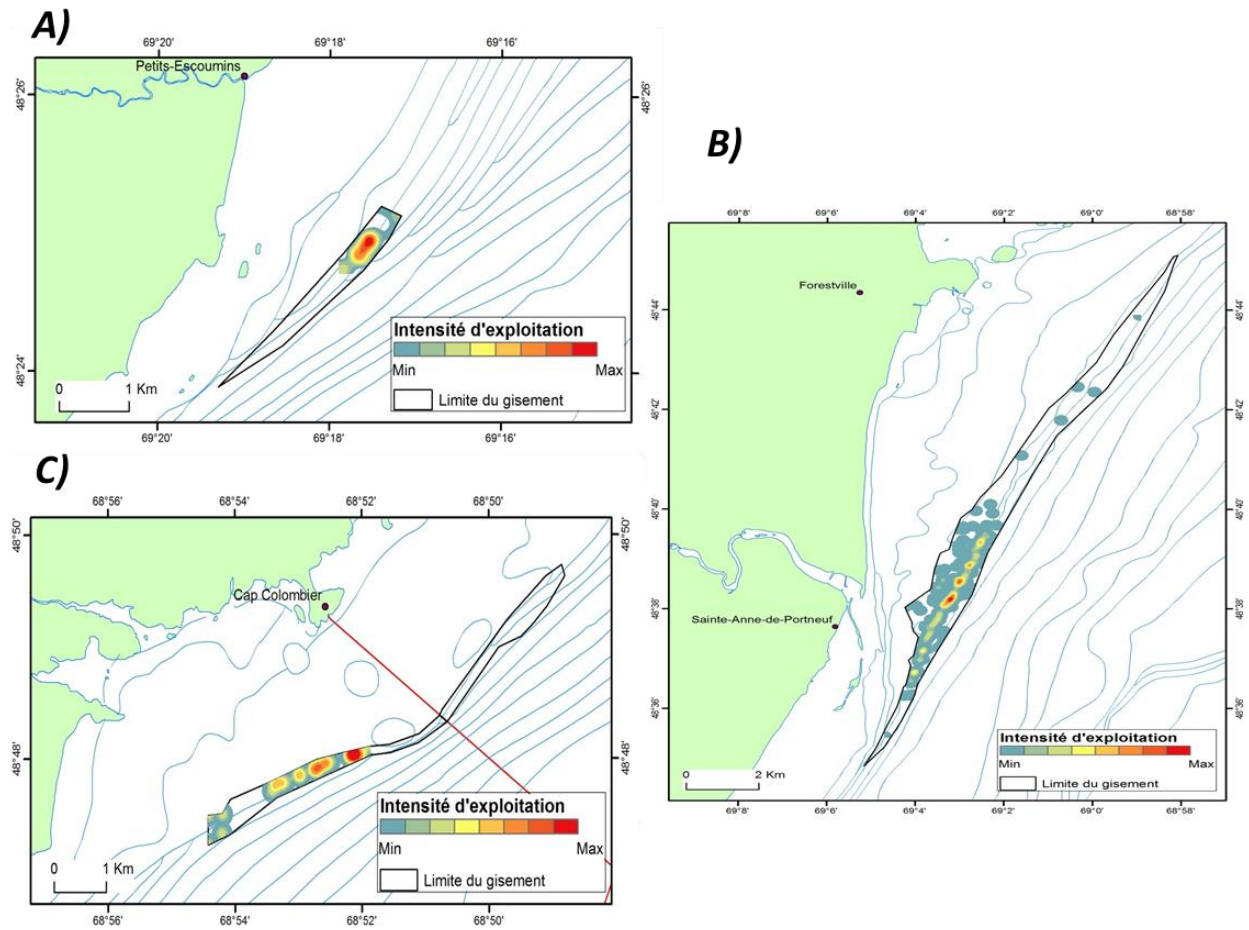 A)
69°20' 69°18' 69°16'
Petits-Escoumins
48°26' 48°26'
48°24'
Intensité d'exploitation
Min Max
Limite du gisement
0 1 Km
69°20' 69°18' 69°16'
B)
69°8' 69°6' 69°4' 69°2' 69°0' 68°58'
Forestville
48°44' 48°44'
48°42' 48°42'
48°40' 48°40'
48°38' 48°38'
Sainte-Anne-de-Portneuf
48°36' 48°36'
Intensité d'exploitation
Min Max
Limite du gisement
0 2 Km
69°8' 69°6' 69°4' 69°2' 69°0' 68°58'
C)
68°56' 68°54' 68°52' 68°50'
48°50' 48°50'
Cap Colombier
48°48' 48°48'
Intensité d'exploitation
Min Max
Limite du gisement
0 1 Km
68°56' 68°54' 68°52' 68°50'